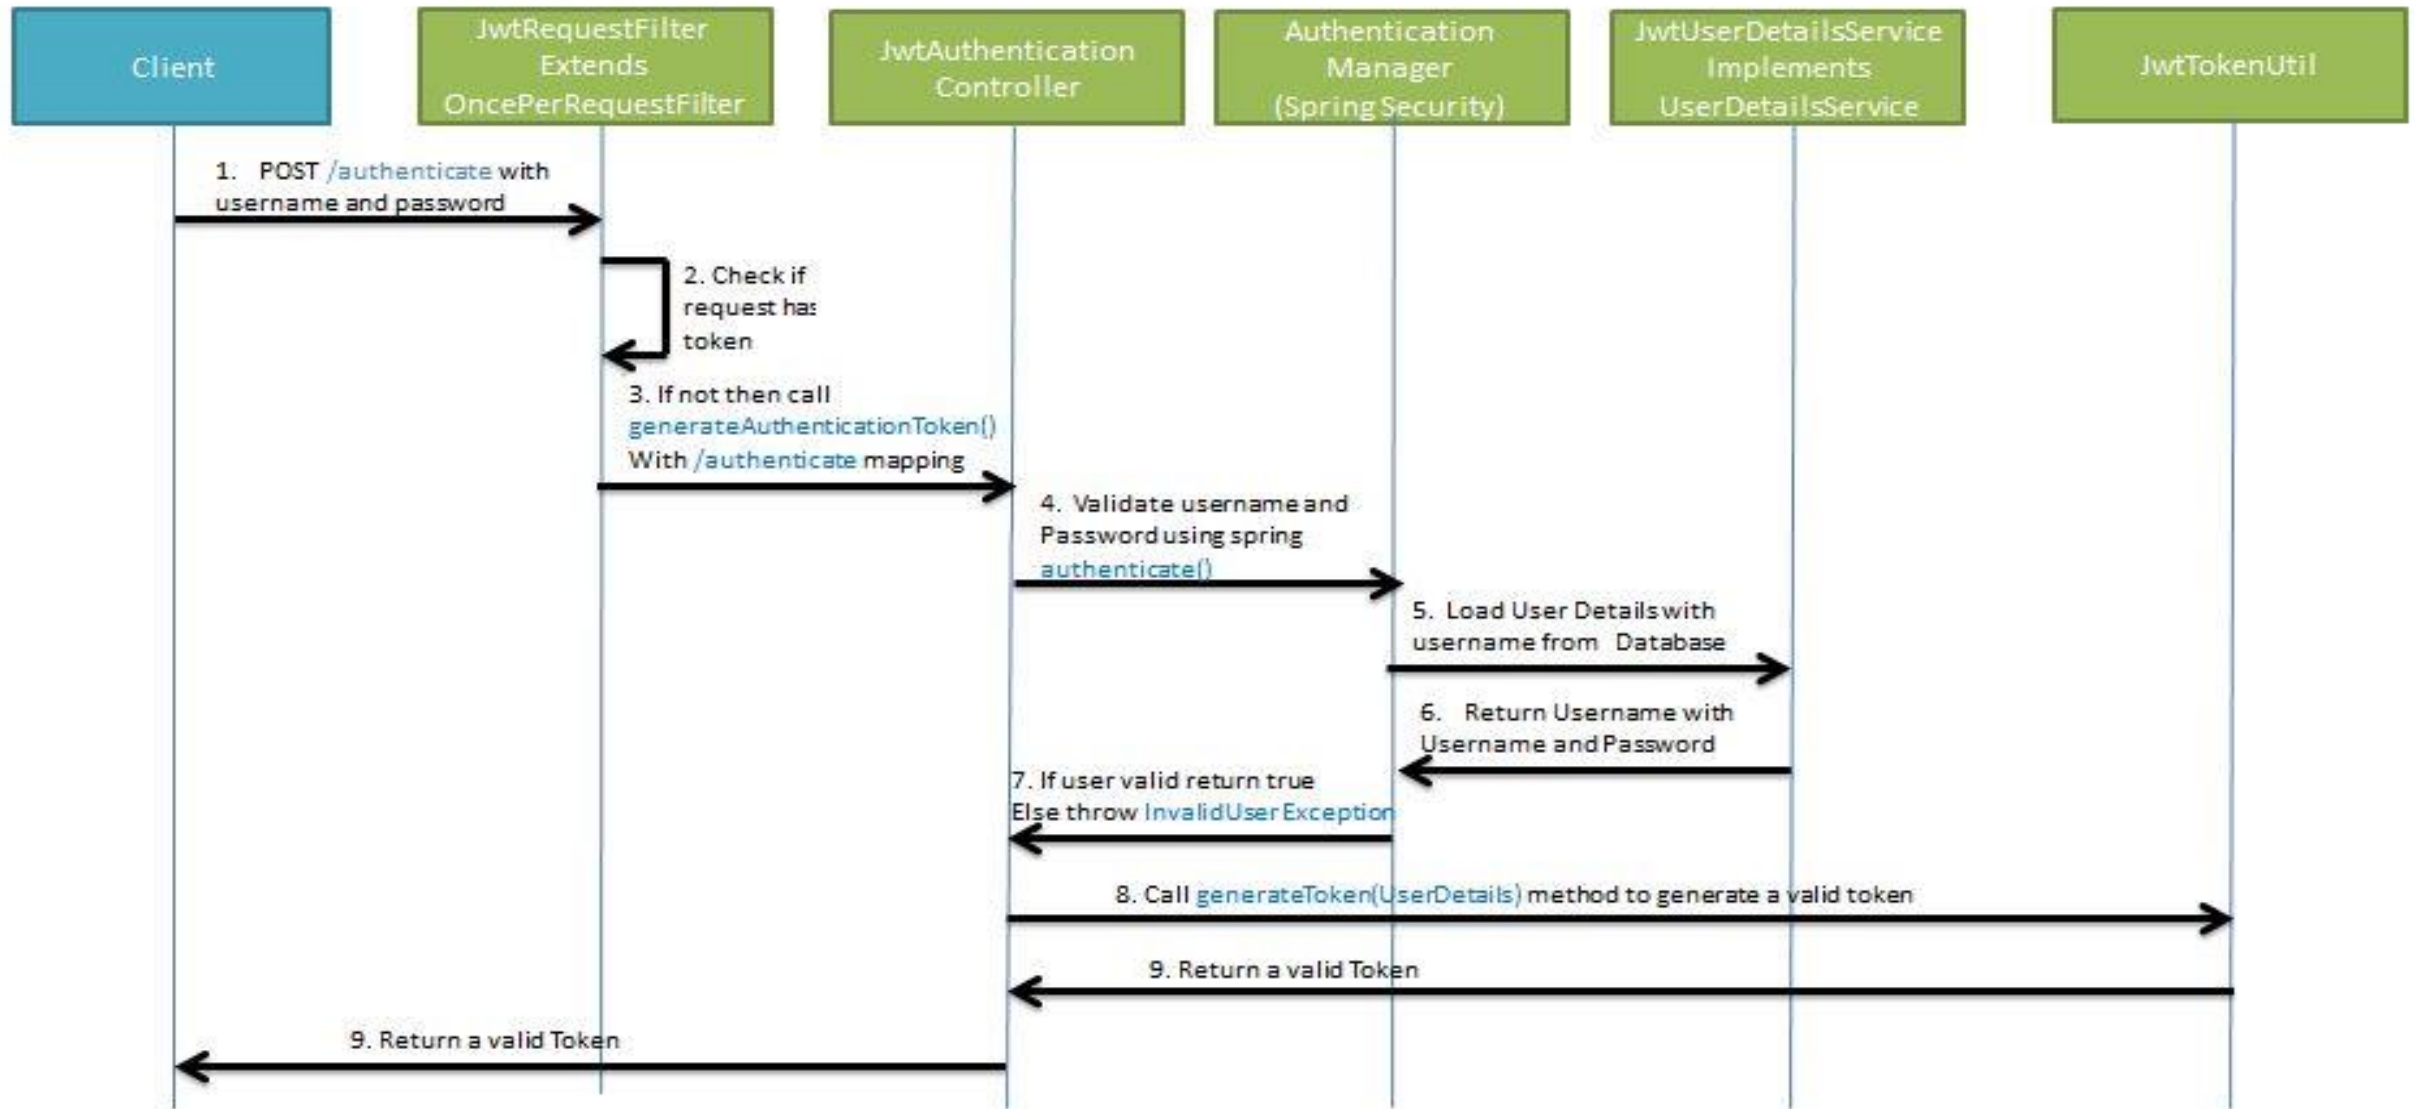 Client
JwtRequestFilter
Extends
OncePerRequestFilter
JwtAuthentication
Controller
Authentication
Manager
(Spring Security)
JwtUserDetailsService
Implements
UserDetailsService
JwtTokenUtil
1. POST /authenticate with
username and password
2. Check if
request has
token
3. If not then call
generateAuthenticationToken()
With /authenticate mapping
4. Validate username and
Password using spring
authenticate()
5. Load User Details with
username from Database
6. Return Username with
Username and Password
7. If user valid return true
Else throw InvalidUserException
8. Call generateToken(UserDetails) method to generate a valid token
9. Return a valid Token
9. Return a valid Token